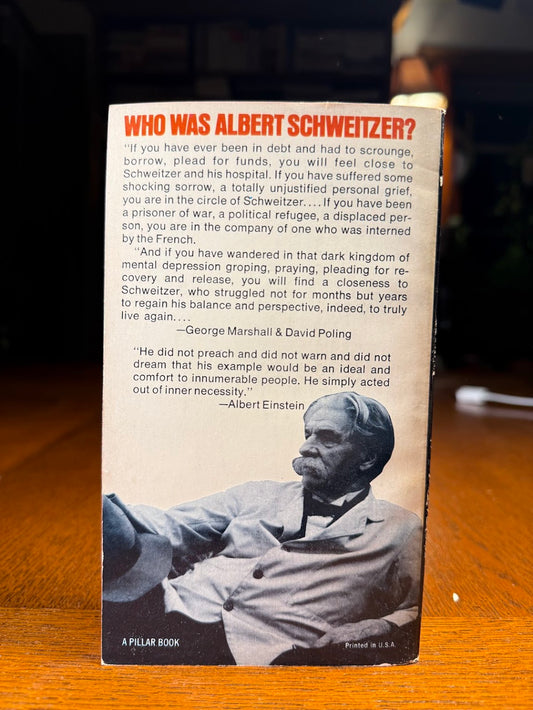 WHO WAS ALBERT SCHWEITZER?
"If you have ever been in debt and had to scrounge,
borrow, plead for funds, you will feel close to
Schweitzer and his hospital. If you have suffered some
shocking sorrow, a totally unjustified personal grief,
you are in the circle of Schweitzer.... If you have been
a prisoner of war, a political refugee, a displaced per-
son, you are in the company of one who was interned
by the French.
"And if you have wandered in that dark kingdom of
mental depression groping, praying, pleading for re-
covery and release, you will find a closeness to
Schweitzer, who struggled not for months but years
to regain his balance and perspective, indeed, to truly
live again....
—George Marshall & David Poling
"He did not preach and did not warn and did not
dream that his example would be an ideal and
comfort to innumerable people. He simply acted
out of inner necessity."
—Albert Einstein
A PILLAR BOOK
Printed in U.S.A.